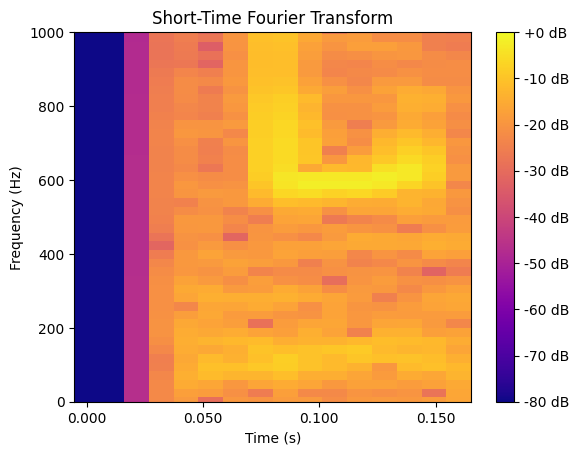 Short-Time Fourier Transform
1000
800
600
400
200
0
Frequency (Hz)
0.000
0.050
0.100
0.150
Time (s)
+0 dB
-10 dB
-20 dB
-30 dB
-40 dB
-50 dB
-60 dB
-70 dB
-80 dB